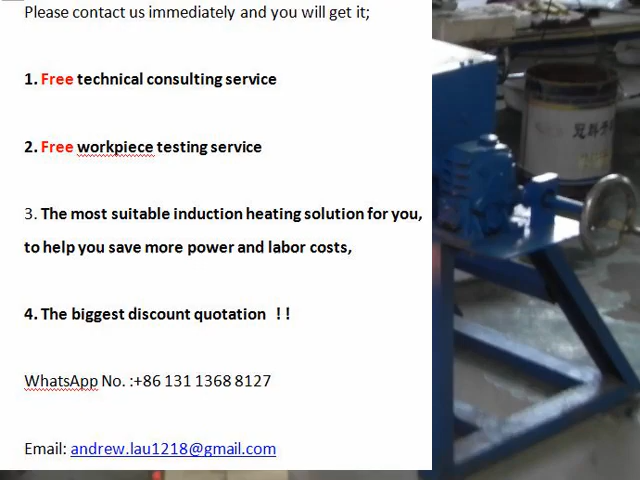 Please contact us immediately and you will get it;
1. Free technical consulting service
2. Free workpiece testing service
3. The most suitable induction heating solution for you,
to help you save more power and labor costs,
4. The biggest discount quotation !!
WhatsApp No. :+86 131 1368 8127
Email: andrew.lau1218@gmail.com